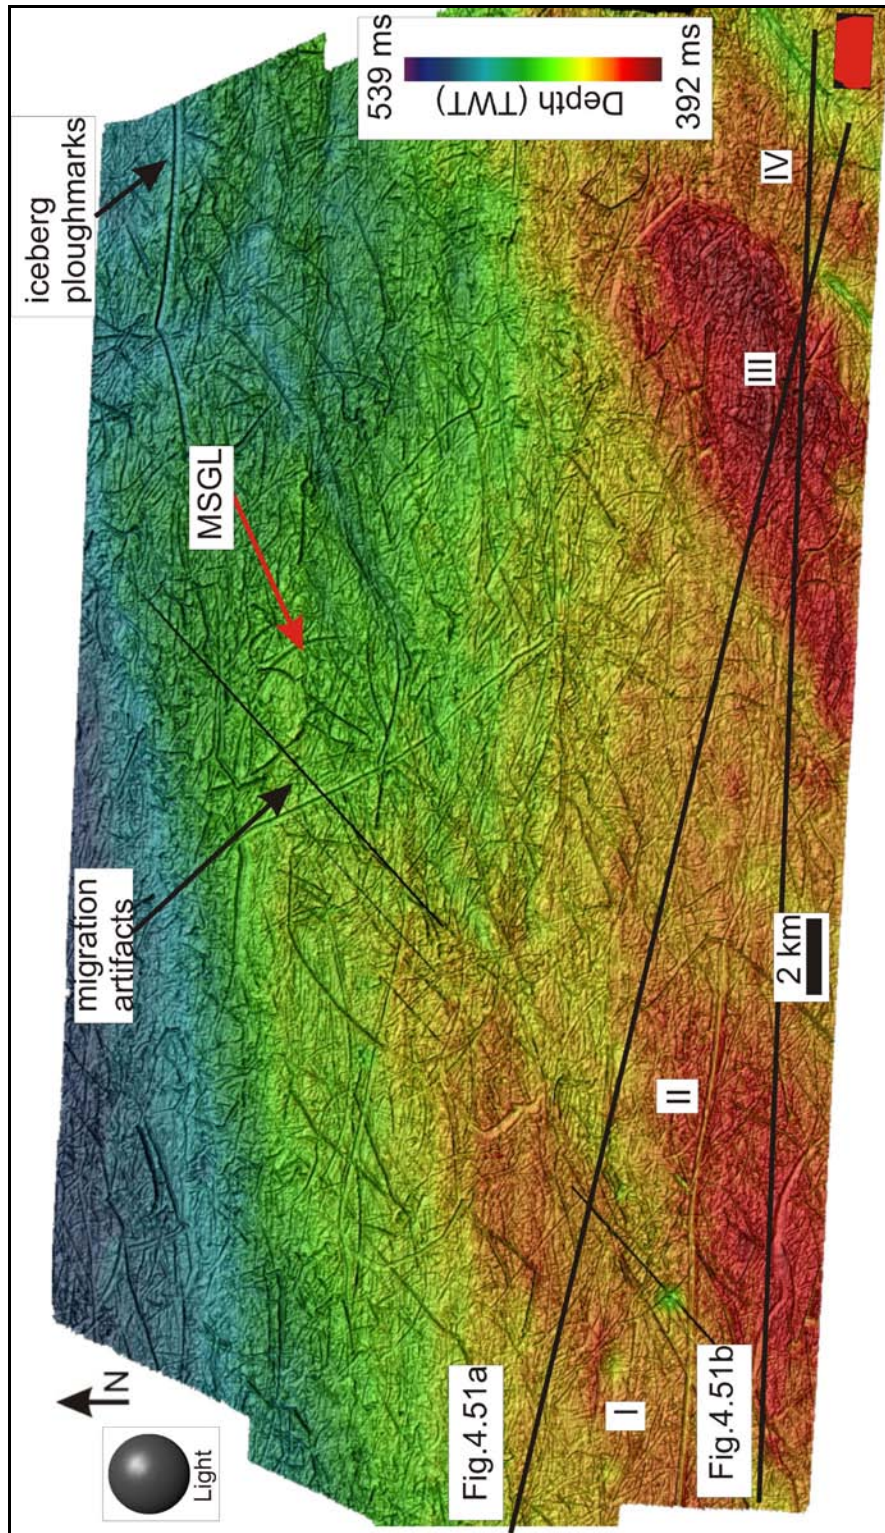 iceberg
ploughmarks
539 ms
Depth (TWT)
392 ms
IV
III
MSGL
migration
artifacts
2 km
II
Fig.4.51a
Fig.4.51b
I
N
Light